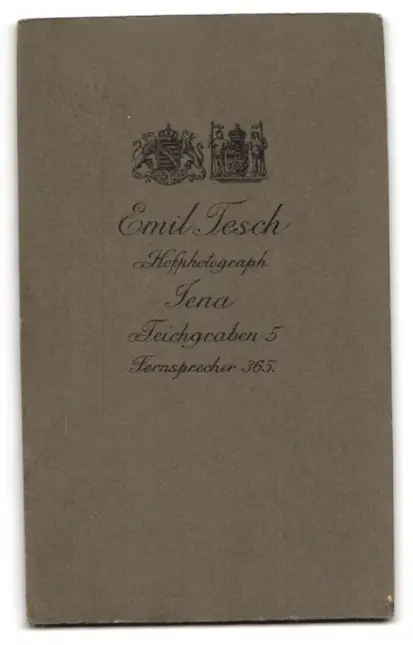 Emil Tesch
Hofphotograph
Jena
Teichgraben 5
Fernsprecher 365.